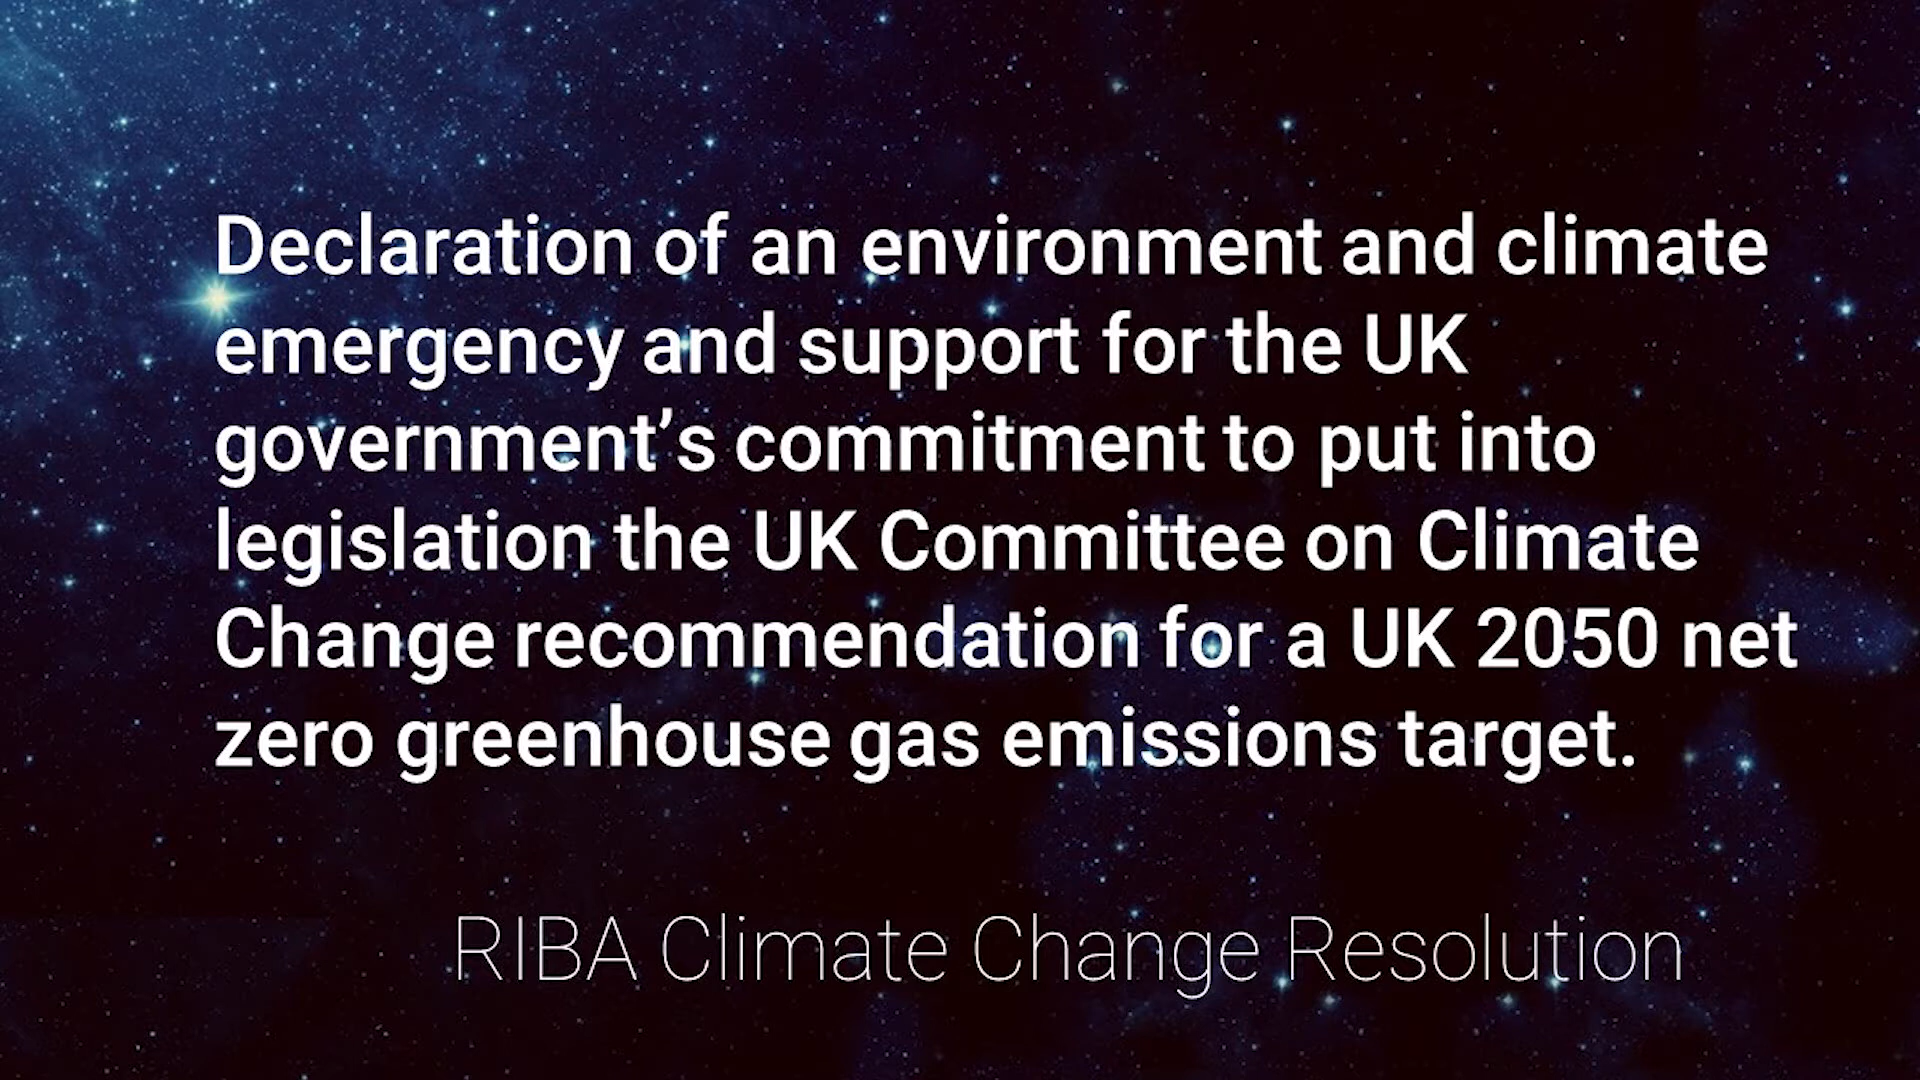 Declaration of an environment and climate
emergency and support for the UK
government’s commitment to put into
legislation the UK Committee on Climate
Change recommendation for a UK 2050 net
zero greenhouse gas emissions target.
RIBA Climate Change Resolution